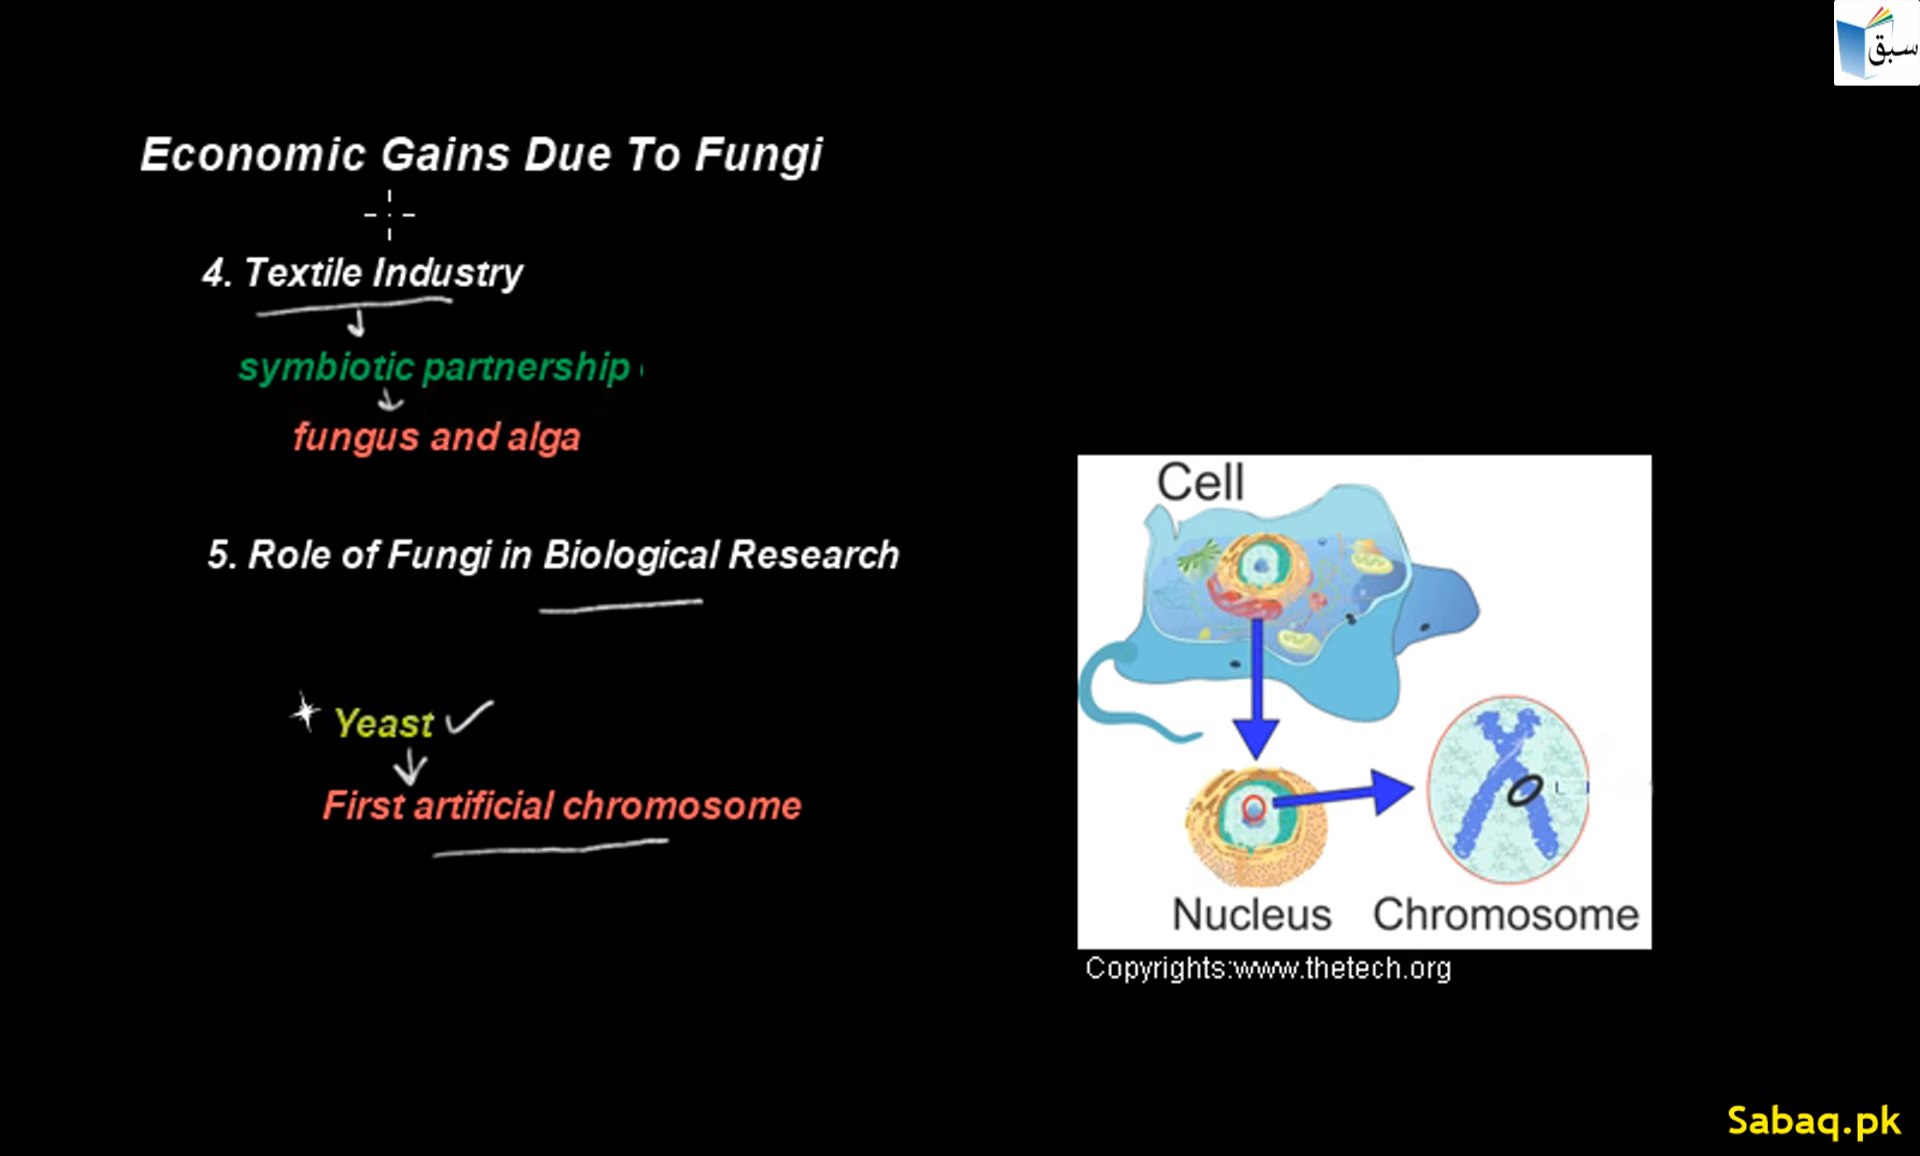 سبق
Economic Gains Due To Fungi
4. Textile Industry
symbiotic partnership
fungus and alga
5. Role of Fungi in Biological Research
Yeast
First artificial chromosome
Cell
Nucleus
Chromosome
Copyrights:www.thetech.org
Sabaq.pk